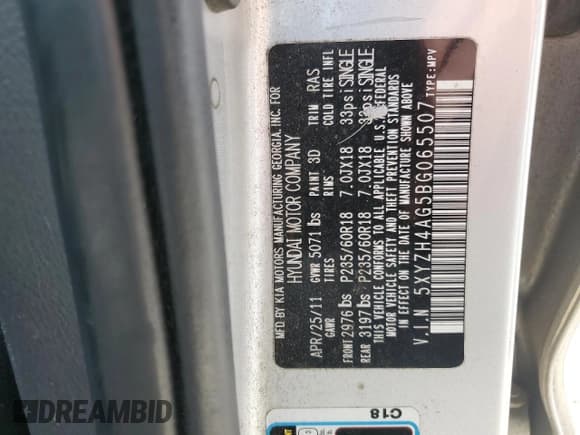 MFD BY KIA MOTORS MANUFACTURING GEORGIA, INC. FOR
HYUNDAI MOTOR COMPANY
APR/25/11 GVWR 5071 lbs PAINT 3D TRIM RAS
GAWR TIRES RIMS COLD TIRE INFL
FRONT 2976 lbs P235/60R18 7.0JX18 33psi SINGLE
REAR 3197 lbs P235/60R18 7.0JX18 33psi SINGLE
THIS VEHICLE CONFORMS TO ALL APPLICABLE U.S. FEDERAL
MOTOR VEHICLE SAFETY AND THEFT PREVENTION STANDARDS
IN EFFECT ON THE DATE OF MANUFACTURE SHOWN ABOVE.
V.I.N. 5XYZH4AG5BG065507 TYPE: MPV
C18
DREAMBID